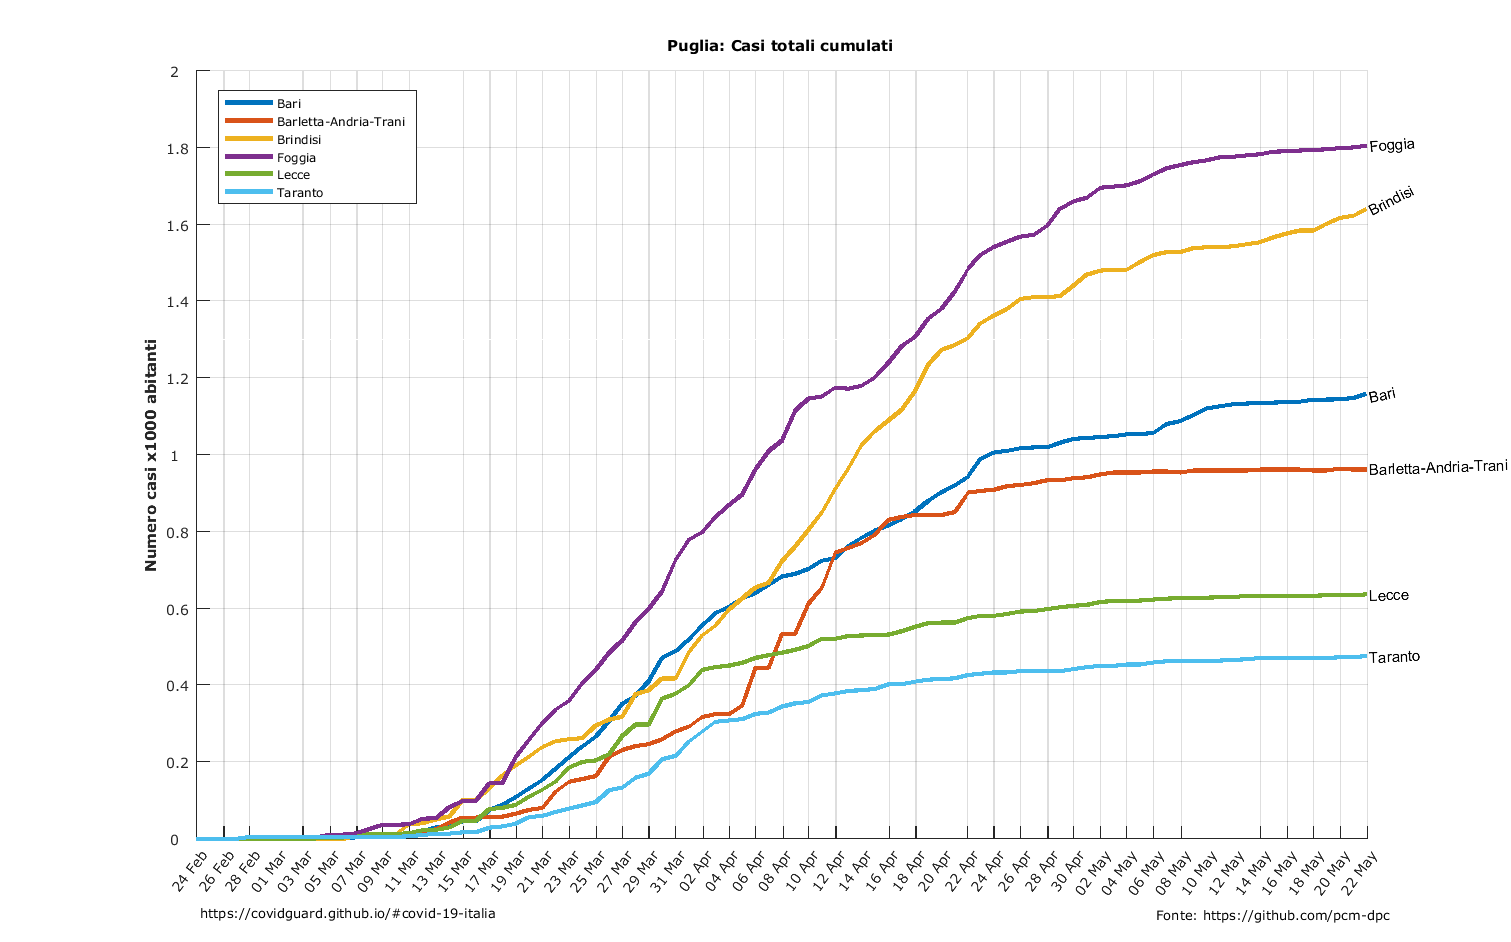 Puglia: Casi totali cumulati
Numero casi x1000 abitanti
2
1.8
1.6
1.4
1.2
1
0.8
0.6
0.4
0.2
0
Bari
Barletta-Andria-Trani
Brindisi
Foggia
Lecce
Taranto
Foggia
Brindisi
Bari
Barletta-Andria-Trani
Lecce
Taranto
24 Feb
26 Feb
28 Feb
01 Mar
03 Mar
05 Mar
07 Mar
09 Mar
11 Mar
13 Mar
15 Mar
17 Mar
19 Mar
21 Mar
23 Mar
25 Mar
27 Mar
29 Mar
31 Mar
02 Apr
04 Apr
06 Apr
08 Apr
10 Apr
12 Apr
14 Apr
16 Apr
18 Apr
20 Apr
22 Apr
24 Apr
26 Apr
28 Apr
30 Apr
02 May
04 May
06 May
08 May
10 May
12 May
14 May
16 May
18 May
20 May
22 May
https://covidguard.github.io/#covid-19-italia
Fonte: https://github.com/pcm-dpc